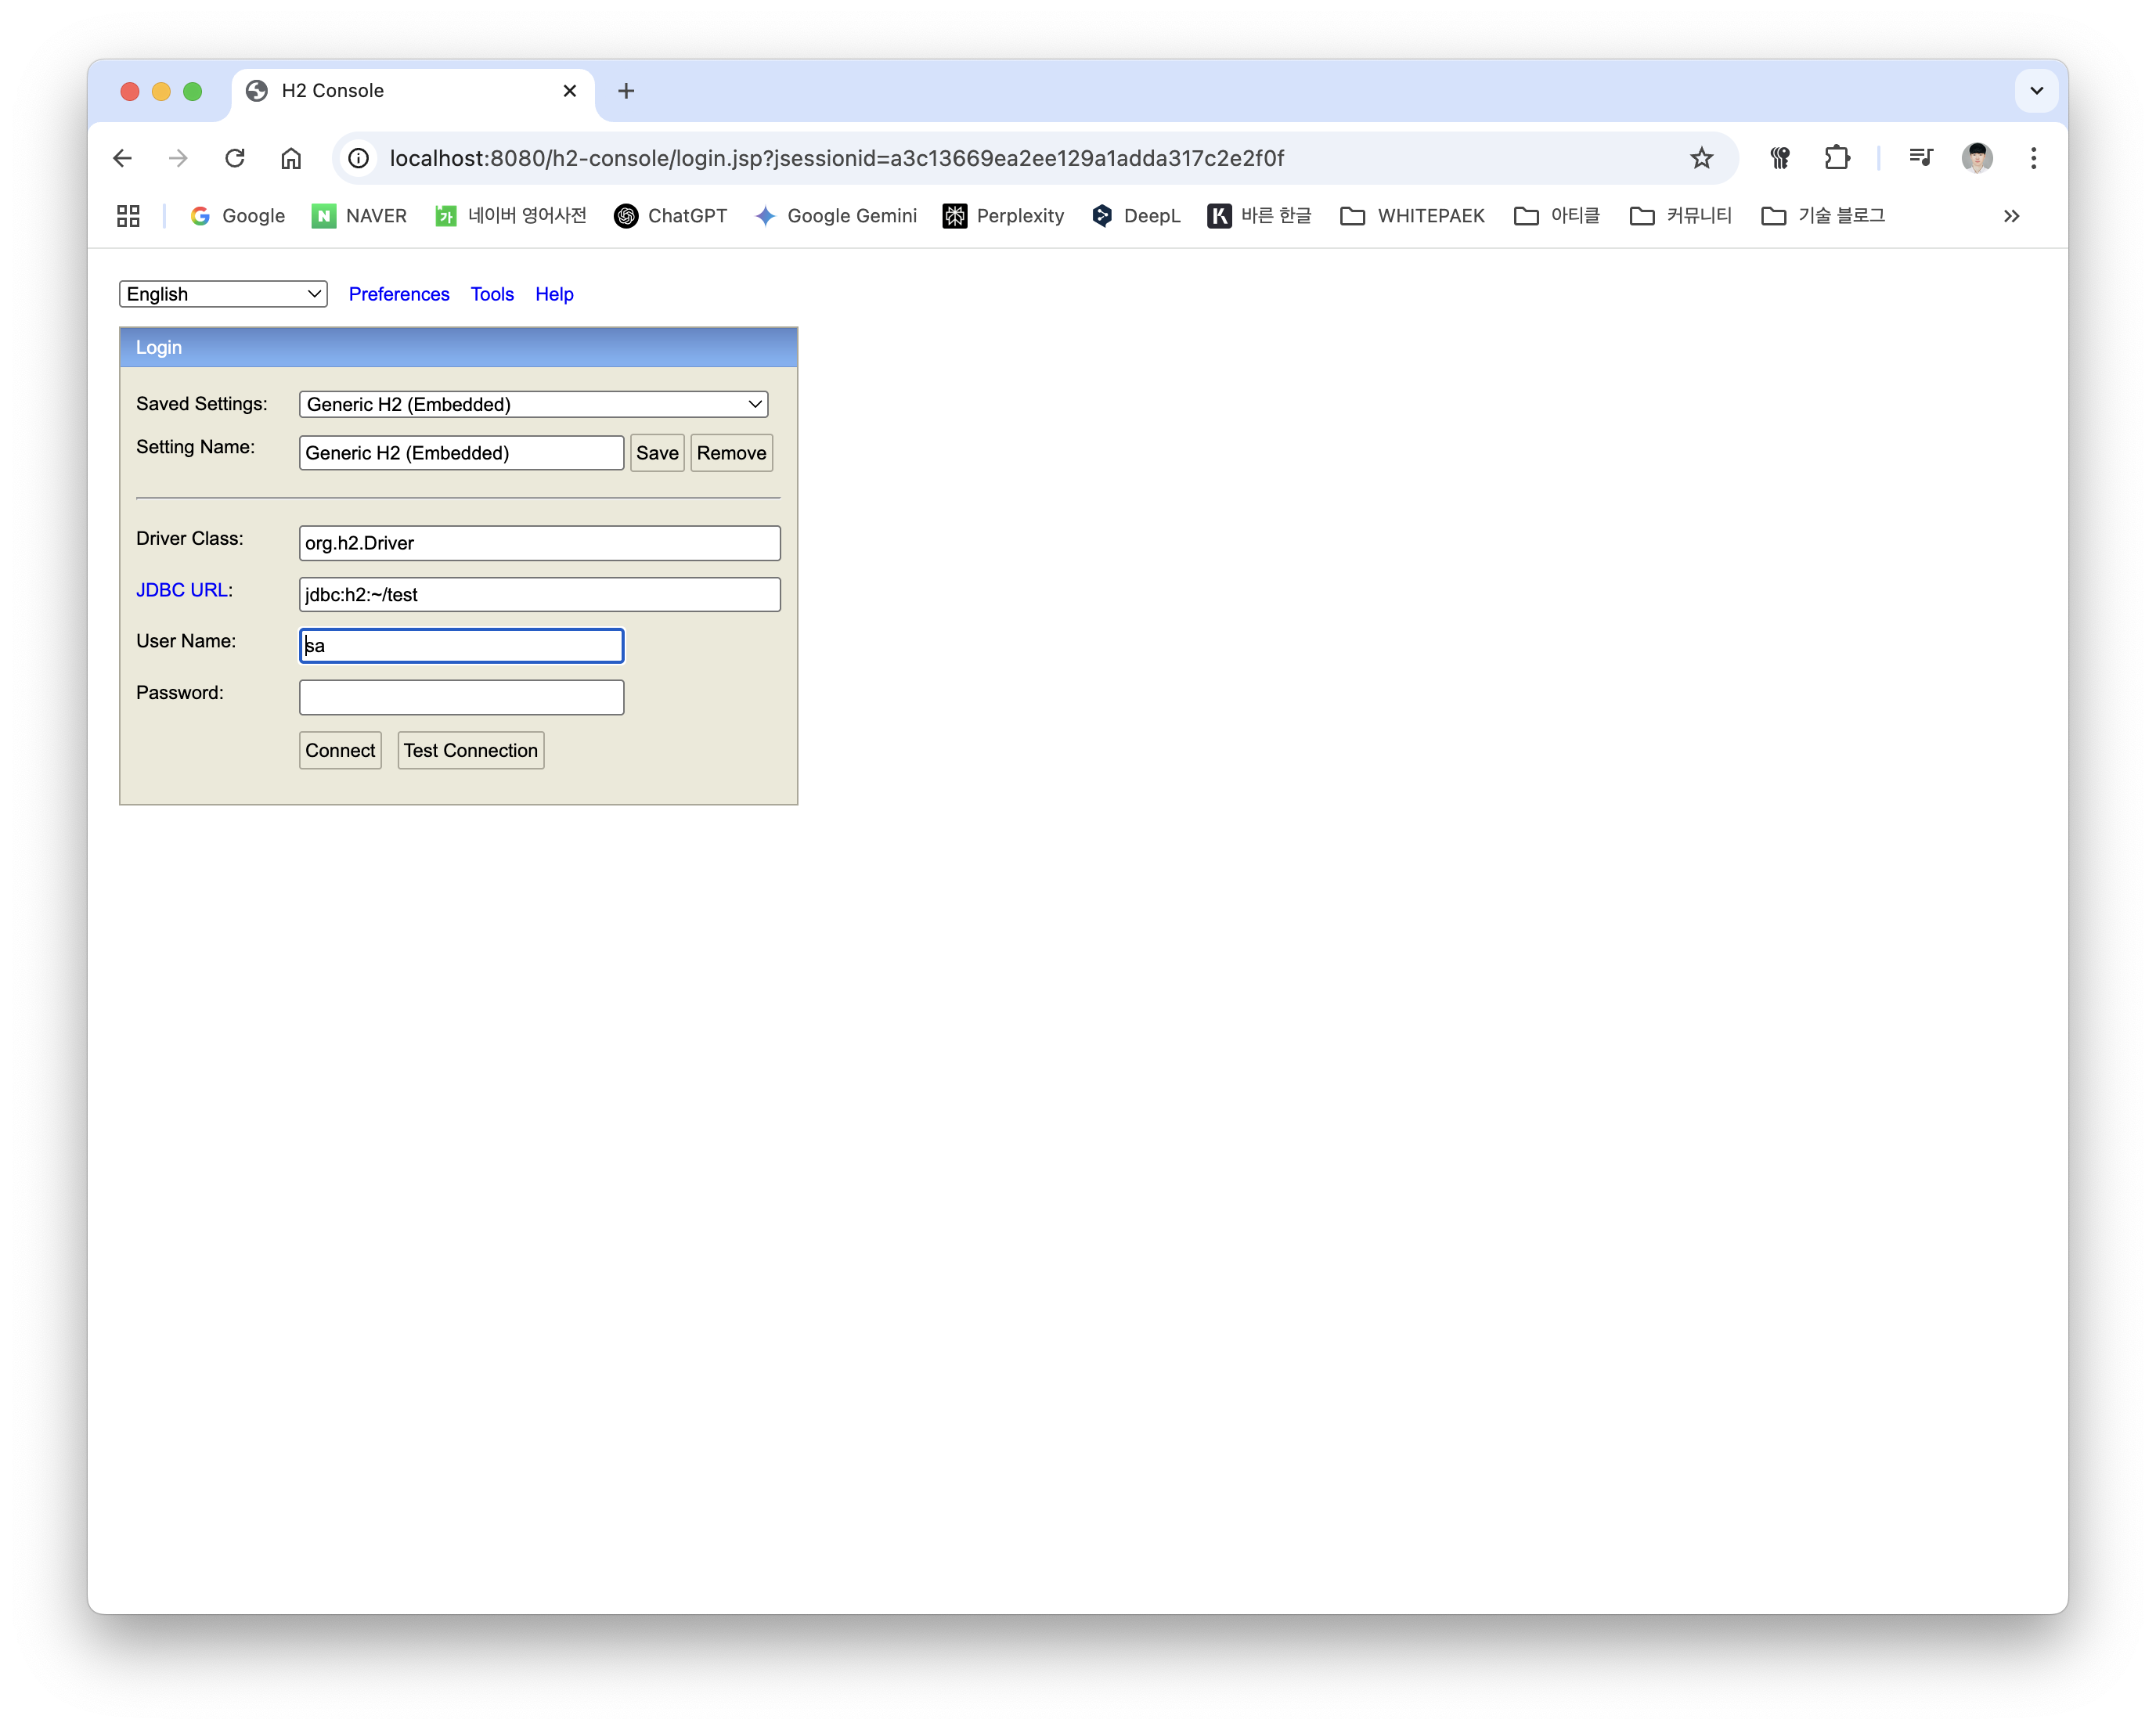 H2 Console
localhost:8080/h2-console/login.jsp?jsessionid=a3c13669ea2ee129a1adda317c2e2f0f
Google NAVER 네이버 영어사전 ChatGPT Google Gemini Perplexity DeepL 바른 한글 WHITEPAEK 아티클 커뮤니티 기술 블로그
English Preferences Tools Help
Login
Saved Settings: Generic H2 (Embedded)
Setting Name: Generic H2 (Embedded) Save Remove
Driver Class: org.h2.Driver
JDBC URL: jdbc:h2:~/test
User Name: sa
Password:
Connect Test Connection